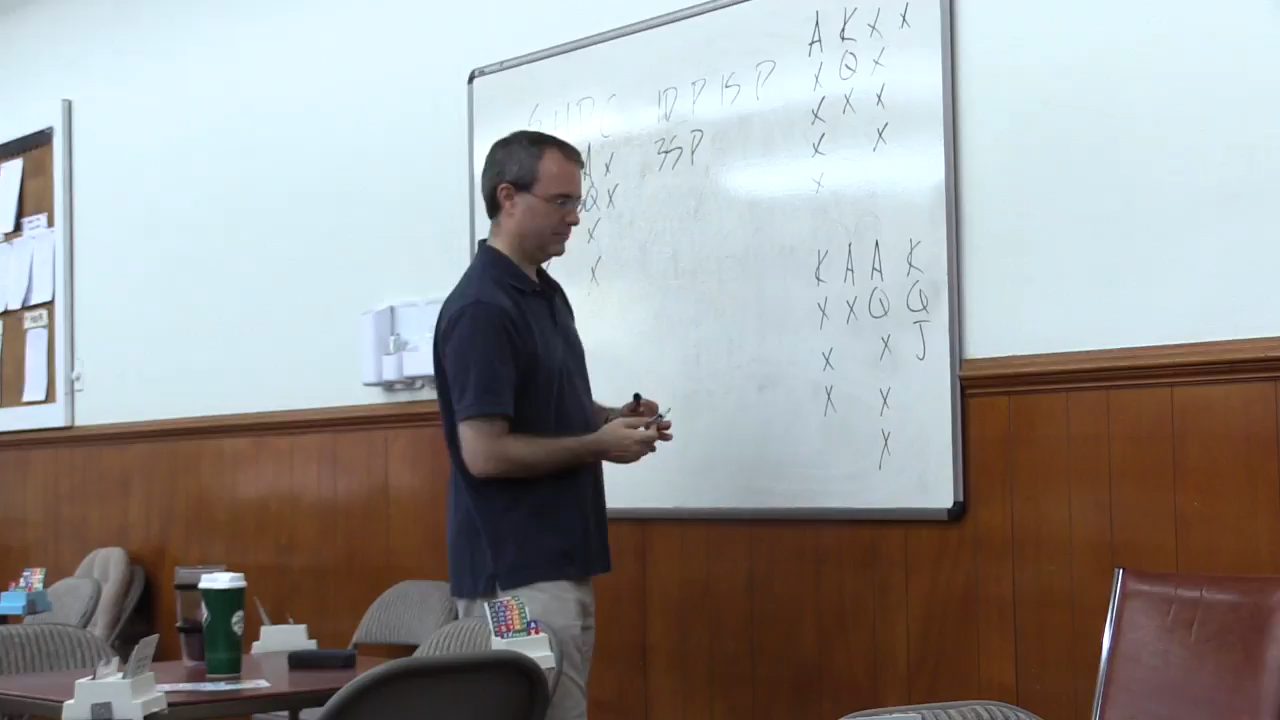 S H D C 1D P 1S P
A X 3S P
Q X
X
X
A K X X
X Q X
X X X
X X
X
K A A K
X X Q Q
X X J
X X
X